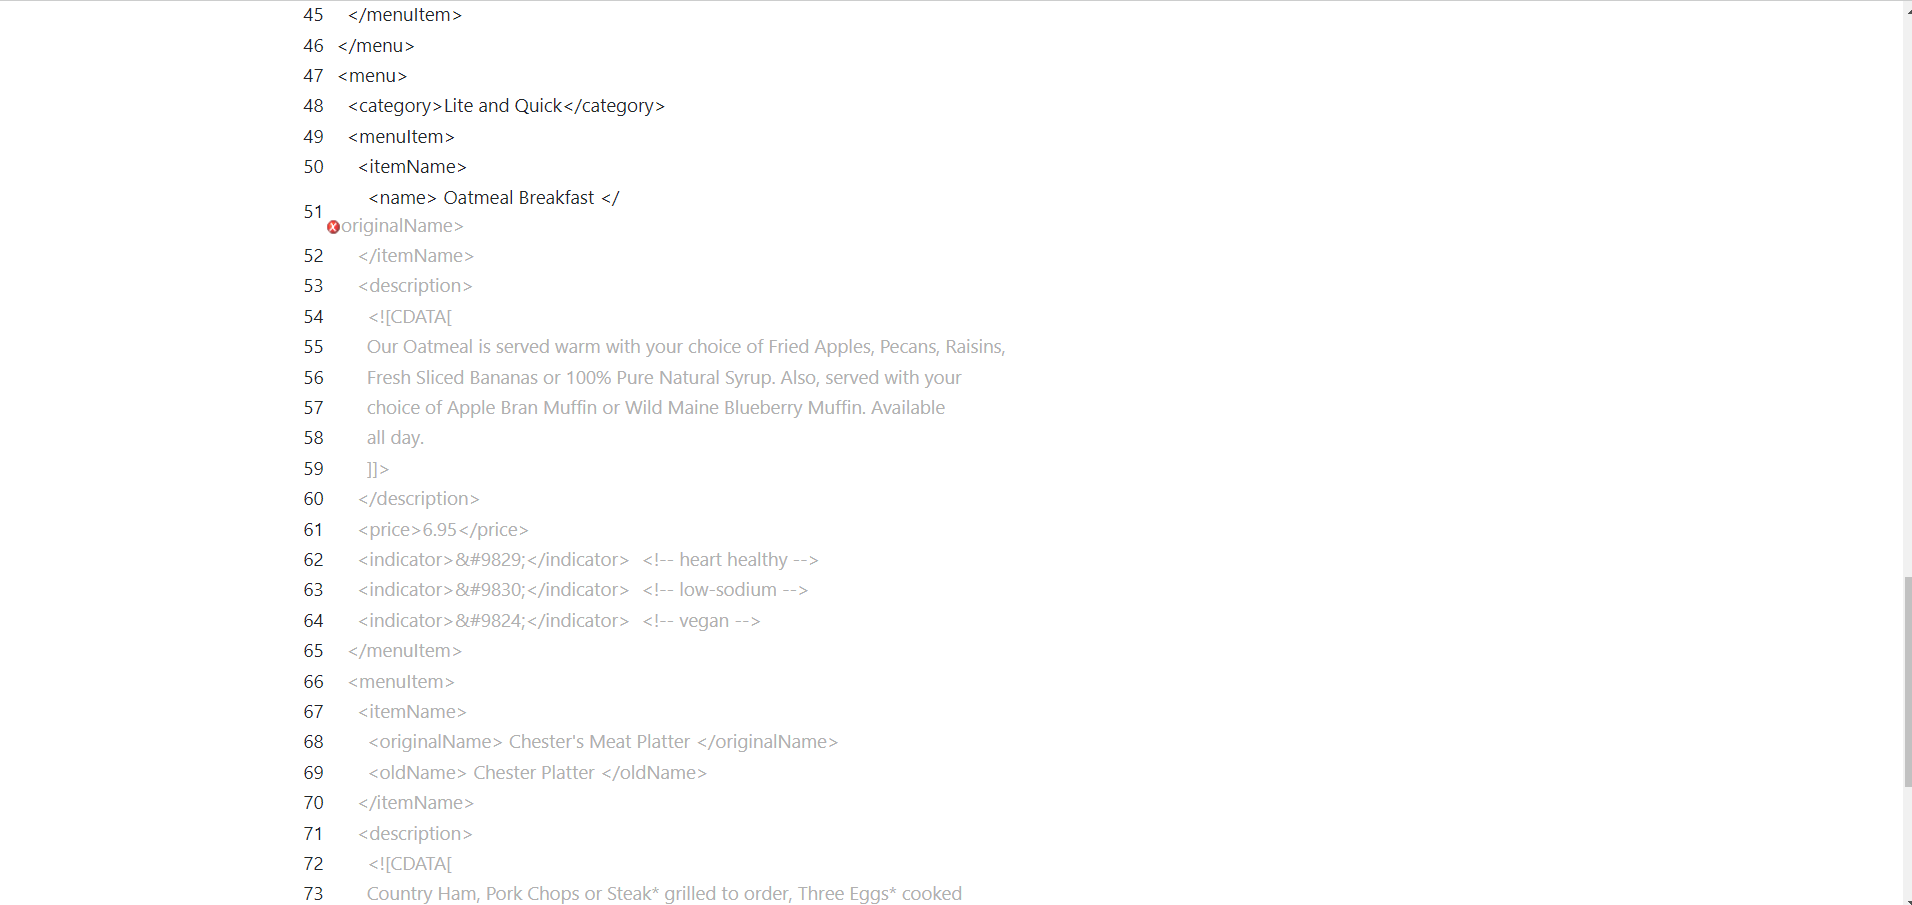 45 </menuItem>
46 </menu>
47 <menu>
48 <category>Lite and Quick</category>
49 <menuItem>
50 <itemName>
51 <name> Oatmeal Breakfast </
originalName>
52 </itemName>
53 <description>
54 <![CDATA[
55 Our Oatmeal is served warm with your choice of Fried Apples, Pecans, Raisins,
56 Fresh Sliced Bananas or 100% Pure Natural Syrup. Also, served with your
57 choice of Apple Bran Muffin or Wild Maine Blueberry Muffin. Available
58 all day.
59 ]]>
60 </description>
61 <price>6.95</price>
62 <indicator>&#9829;</indicator> <!-- heart healthy -->
63 <indicator>&#9830;</indicator> <!-- low-sodium -->
64 <indicator>&#9824;</indicator> <!-- vegan -->
65 </menuItem>
66 <menuItem>
67 <itemName>
68 <originalName> Chester's Meat Platter </originalName>
69 <oldName> Chester Platter </oldName>
70 </itemName>
71 <description>
72 <![CDATA[
73 Country Ham, Pork Chops or Steak* grilled to order, Three Eggs* cooked